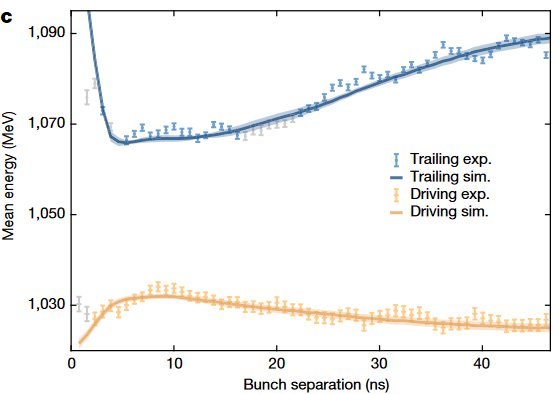 c
1,090
1,070
1,050
1,030
Mean energy (MeV)
Trailing exp.
Trailing sim.
Driving exp.
Driving sim.
0
10
20
30
40
Bunch separation (ns)